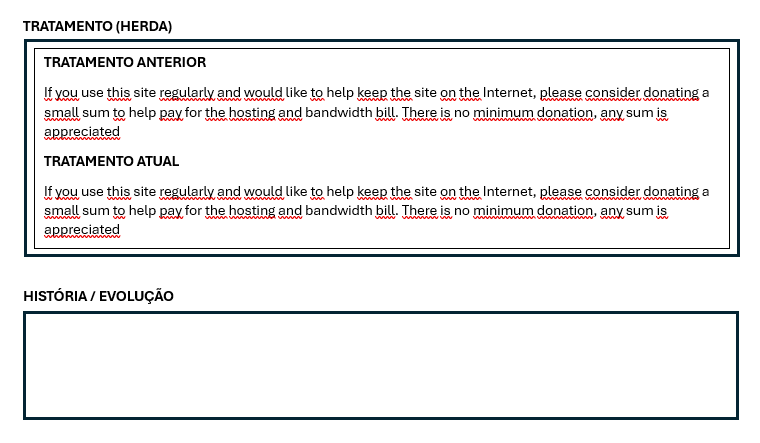 TRATAMENTO (HERDA)
TRATAMENTO ANTERIOR
If you use this site regularly and would like to help keep the site on the Internet, please consider donating a
small sum to help pay for the hosting and bandwidth bill. There is no minimum donation, any sum is
appreciated
TRATAMENTO ATUAL
If you use this site regularly and would like to help keep the site on the Internet, please consider donating a
small sum to help pay for the hosting and bandwidth bill. There is no minimum donation, any sum is
appreciated
HISTÓRIA / EVOLUÇÃO